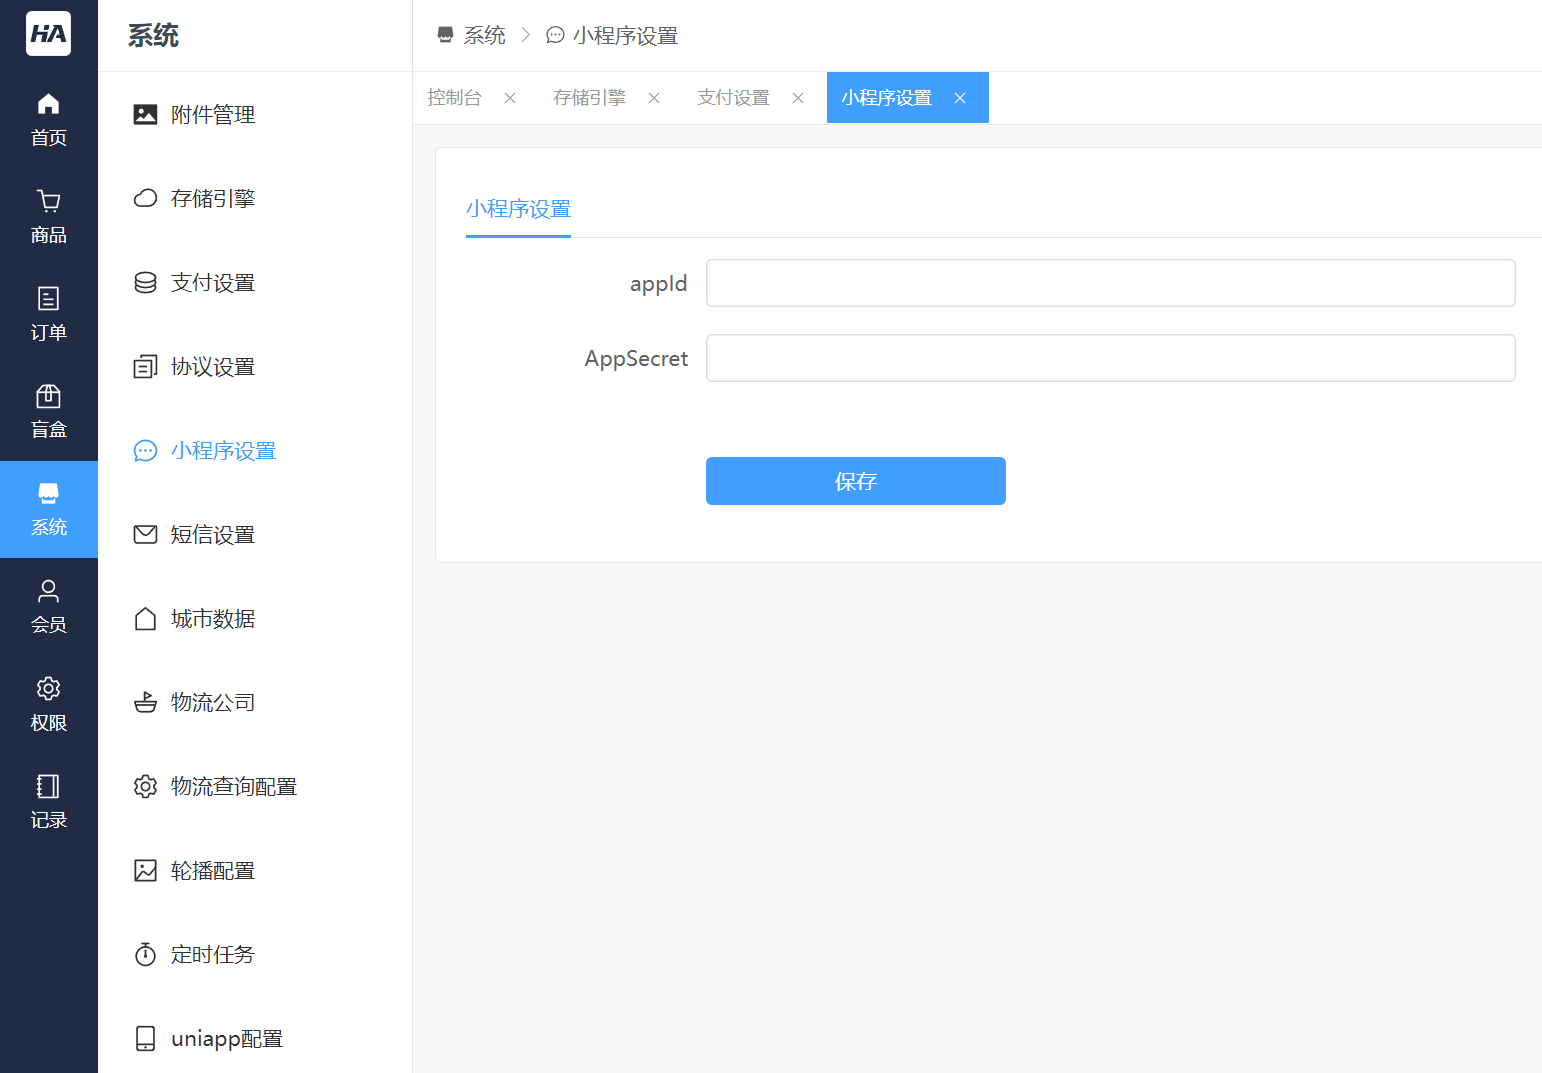 HA
首页
商品
订单
盲盒
系统
会员
权限
记录
系统
附件管理
存储引擎
支付设置
协议设置
小程序设置
短信设置
城市数据
物流公司
物流查询配置
轮播配置
定时任务
uniapp配置
系统 > 小程序设置
控制台 × 存储引擎 × 支付设置 × 小程序设置 ×
小程序设置
appId
AppSecret
保存